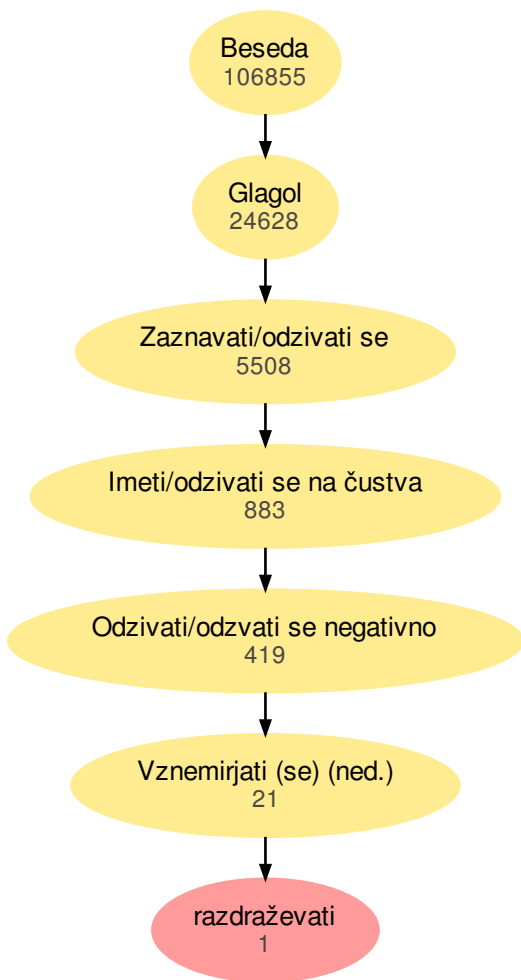 Beseda
106855
Glagol
24628
Zaznavati/odzivati se
5508
Imeti/odzivati se na čustva
883
Odzivati/odzvati se negativno
419
Vznemirjati (se) (ned.)
21
razdraževati
1